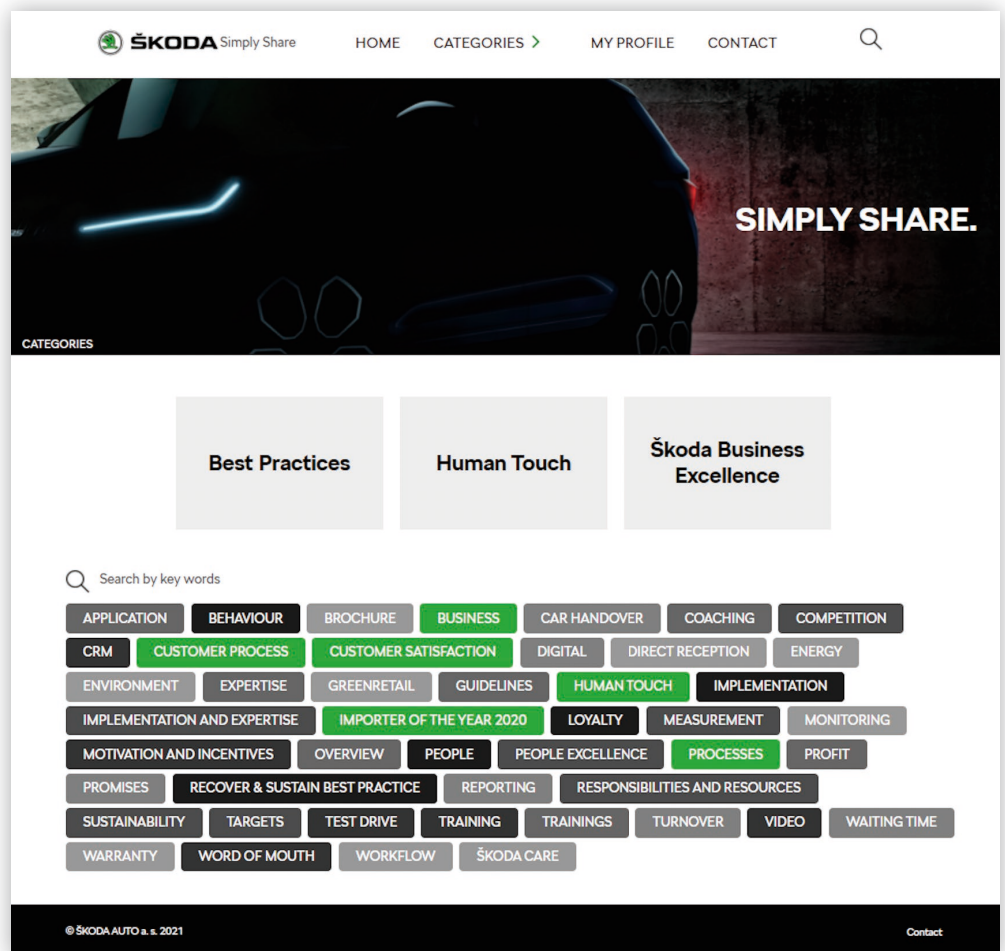 ŠKODA Simply Share HOME CATEGORIES MY PROFILE CONTACT
SIMPLY SHARE.
CATEGORIES
Best Practices
Human Touch
Škoda Business
Excellence
Search by key words
APPLICATION BEHAVIOUR BROCHURE BUSINESS CAR HANDOVER COACHING COMPETITION
CRM CUSTOMER PROCESS CUSTOMER SATISFACTION DIGITAL DIRECT RECEPTION ENERGY
ENVIRONMENT EXPERTISE GREENRETAIL GUIDELINES HUMAN TOUCH IMPLEMENTATION
IMPLEMENTATION AND EXPERTISE IMPORTER OF THE YEAR 2020 LOYALTY MEASUREMENT MONITORING
MOTIVATION AND INCENTIVES OVERVIEW PEOPLE PEOPLE EXCELLENCE PROCESSES PROFIT
PROMISES RECOVER & SUSTAIN BEST PRACTICE REPORTING RESPONSIBILITIES AND RESOURCES
SUSTAINABILITY TARGETS TEST DRIVE TRAINING TRAININGS TURNOVER VIDEO WAITING TIME
WARRANTY WORD OF MOUTH WORKFLOW ŠKODA CARE
© ŠKODA AUTO a. s. 2021 Contact